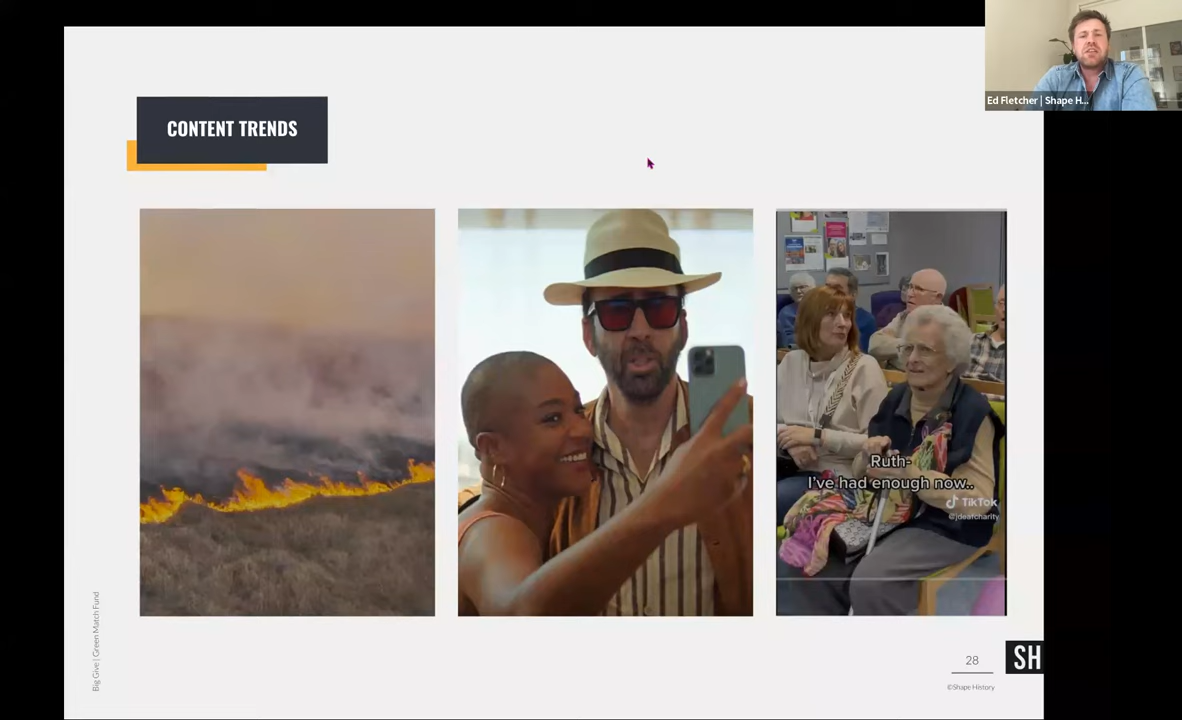 Ed Fletcher | Shape H...
CONTENT TRENDS
Ruth-
I've had enough now..
TikTok
@jdeafcharity
Big Give | Green Match Fund
28
SH
©Shape History